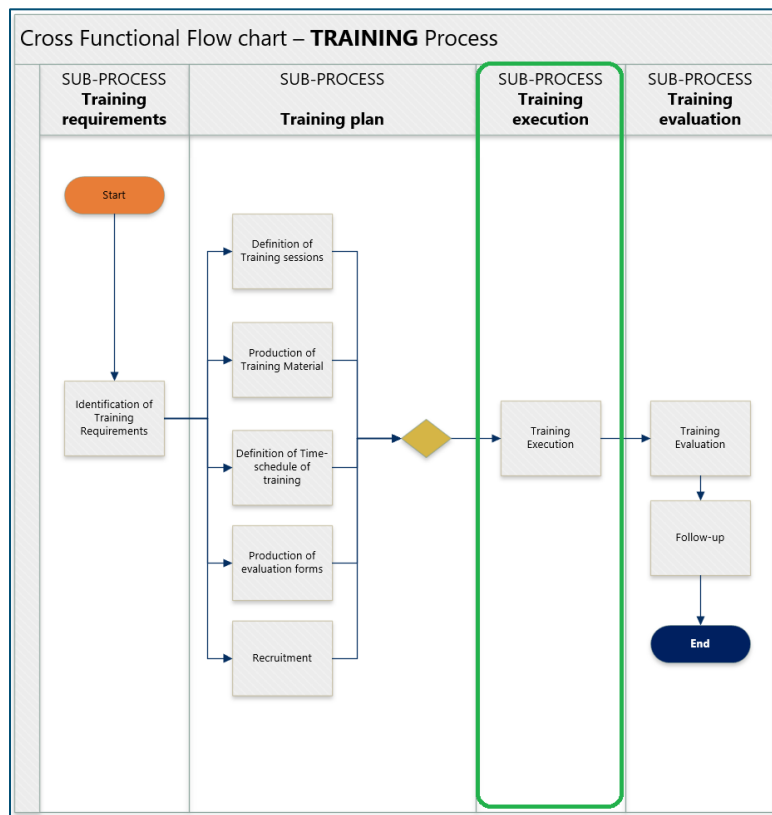 Cross Functional Flow chart – TRAINING Process
SUB-PROCESS
Training
requirements
SUB-PROCESS
Training plan
SUB-PROCESS
Training
execution
SUB-PROCESS
Training
evaluation
Start
Identification of
Training
Requirements
Definition of
Training sessions
Production of
Training Material
Definition of Time-
schedule of
training
Production of
evaluation forms
Recruitment
Training
Execution
Training
Evaluation
Follow-up
End